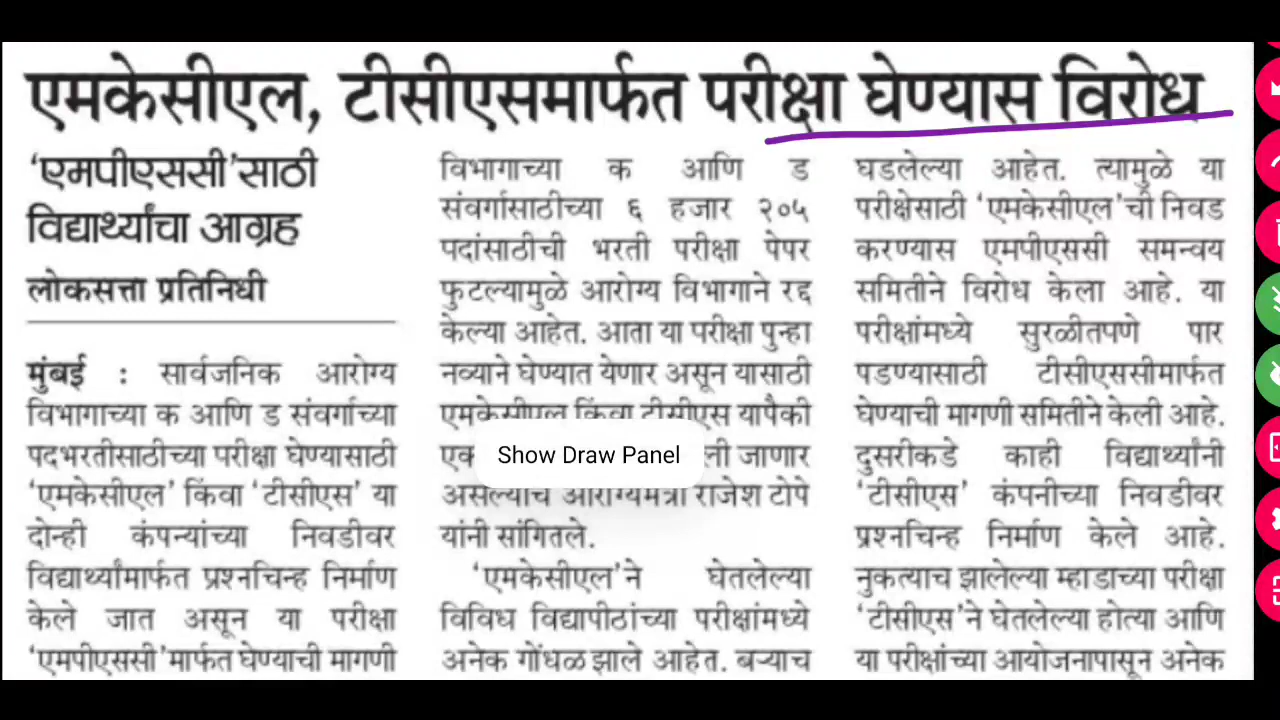 एमकेसीएल, टीसीएसमार्फत परीक्षा घेण्यास विरोध
‘एमपीएससी’साठी
विद्यार्थ्यांचा आग्रह
लोकसत्ता प्रतिनिधी
मुंबई : सार्वजनिक आरोग्य
विभागाच्या क आणि ड संवर्गाच्या
पदभरतीसाठीच्या परीक्षा घेण्यासाठी
‘एमकेसीएल’ किंवा ‘टीसीएस’ या
दोन्ही कंपन्यांच्या निवडीवर
विद्यार्थ्यांमार्फत प्रश्नचिन्ह निर्माण
केले जात असून या परीक्षा
‘एमपीएससी’मार्फत घेण्याची मागणी
विभागाच्या क आणि ड
संवर्गासाठीच्या ६ हजार २०५
पदांसाठीची भरती परीक्षा पेपर
फुटल्यामुळे आरोग्य विभागाने रद्द
केल्या आहेत. आता या परीक्षा पुन्हा
नव्याने घेण्यात येणार असून यासाठी
एमकेसीएल किंवा टीसीएस यापैकी
एक ली जाणार
Show Draw Panel
असल्याचे आरोग्यमंत्री राजेश टोपे
यांनी सांगितले.
‘एमकेसीएल’ने घेतलेल्या
विविध विद्यापीठांच्या परीक्षांमध्ये
अनेक गोंधळ झाले आहेत. बऱ्याच
घडलेल्या आहेत. त्यामुळे या
परीक्षेसाठी ‘एमकेसीएल’ची निवड
करण्यास एमपीएससी समन्वय
समितीने विरोध केला आहे. या
परीक्षांमध्ये सुरळीतपणे पार
पडण्यासाठी टीसीएससीमार्फत
घेण्याची मागणी समितीने केली आहे.
दुसरीकडे काही विद्यार्थ्यांनी
‘टीसीएस’ कंपनीच्या निवडीवर
प्रश्नचिन्ह निर्माण केले आहे.
नुकत्याच झालेल्या म्हाडाच्या परीक्षा
‘टीसीएस’ने घेतलेल्या होत्या आणि
या परीक्षांच्या आयोजनापासून अनेक